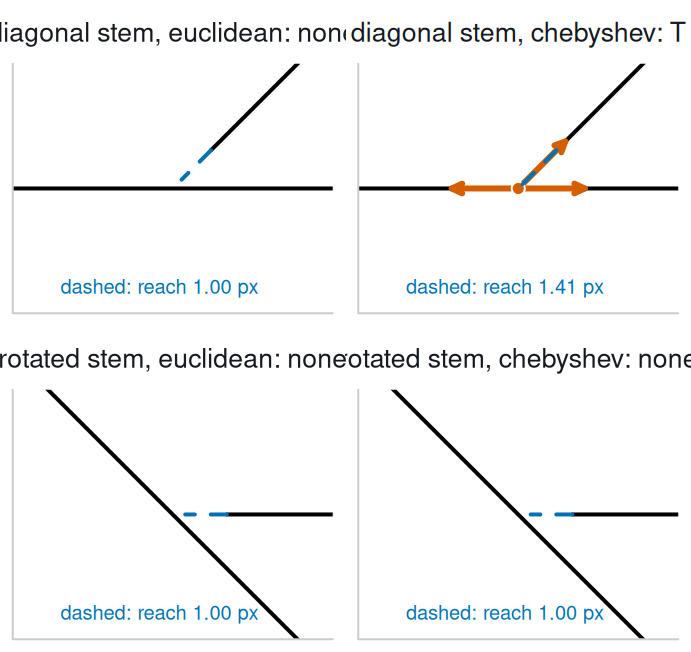 diagonal stem, euclidean: none
diagonal stem, chebyshev: T
dashed: reach 1.00 px
dashed: reach 1.41 px
rotated stem, euclidean: none
rotated stem, chebyshev: none
dashed: reach 1.00 px
dashed: reach 1.00 px